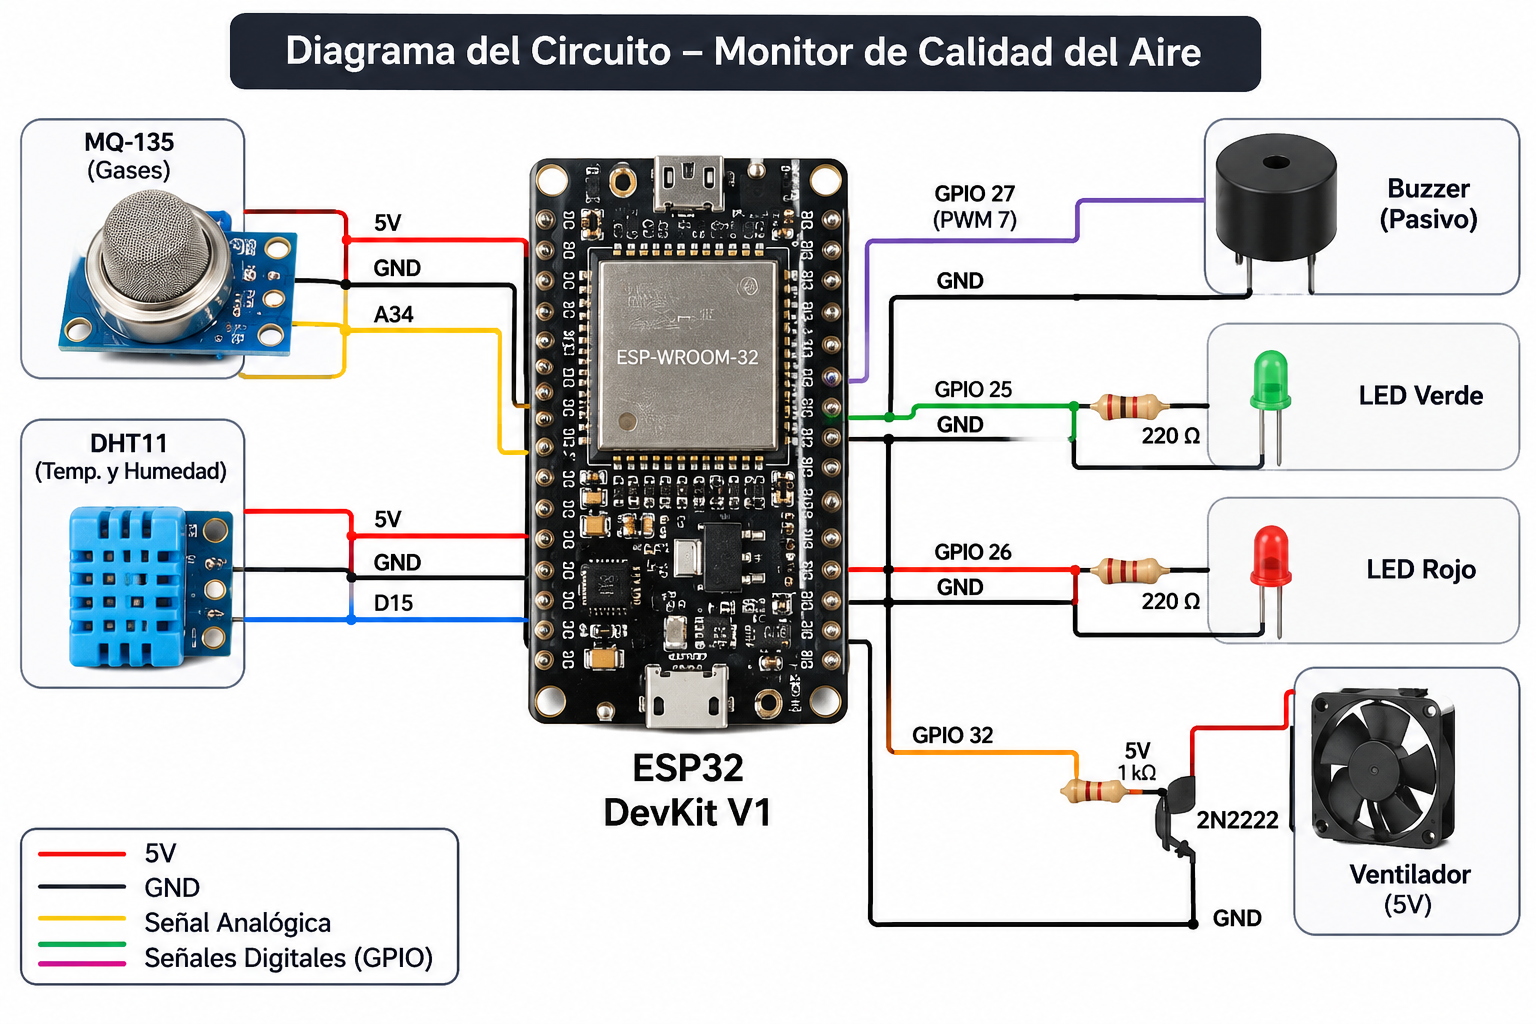 Diagrama del Circuito – Monitor de Calidad del Aire
MQ-135
(Gases)
5V
GND
A34
DHT11
(Temp. y Humedad)
5V
GND
D15
ESP-WROOM-32
ESP32
DevKit V1
GPIO 27
(PWM 7)
GND
Buzzer
(Pasivo)
GPIO 25
GND
220 Ω
LED Verde
GPIO 26
GND
220 Ω
LED Rojo
GPIO 32
5V
1 kΩ
2N2222
GND
Ventilador
(5V)
5V
GND
Señal Analógica
Señales Digitales (GPIO)